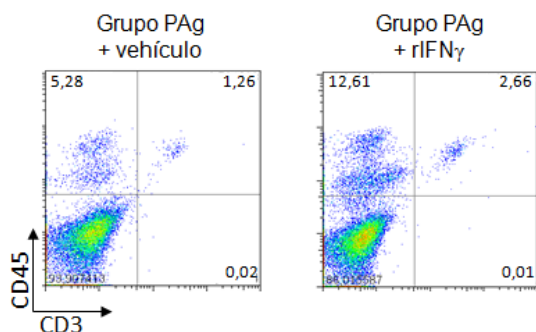 Grupo PAg
+ vehículo
5,28
1,26
0,02
Grupo PAg
+ rIFNγ
12,61
2,66
0,01
CD45
CD3